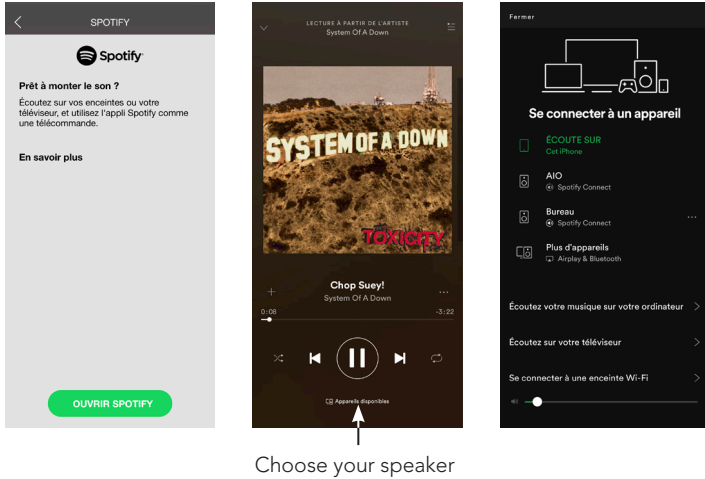 SPOTIFY
Spotify
Prêt à monter le son ?
Écoutez sur vos enceintes ou votre
téléviseur, et utilisez l'appli Spotify comme
une télécommande.
En savoir plus
OUVRIR SPOTIFY
LECTURE À PARTIR DE L'ARTISTE
System Of A Down
SYSTEM OF A DOWN
TOXICITY
Chop Suey!
System Of A Down
0:08
-3:22
Appareils disponibles
Choose your speaker
Fermer
Se connecter à un appareil
ÉCOUTE SUR
Cet iPhone
AIO
Spotify Connect
Bureau
Spotify Connect
Plus d'appareils
Airplay & Bluetooth
Écoutez votre musique sur votre ordinateur
Écoutez sur votre téléviseur
Se connecter à une enceinte Wi-Fi